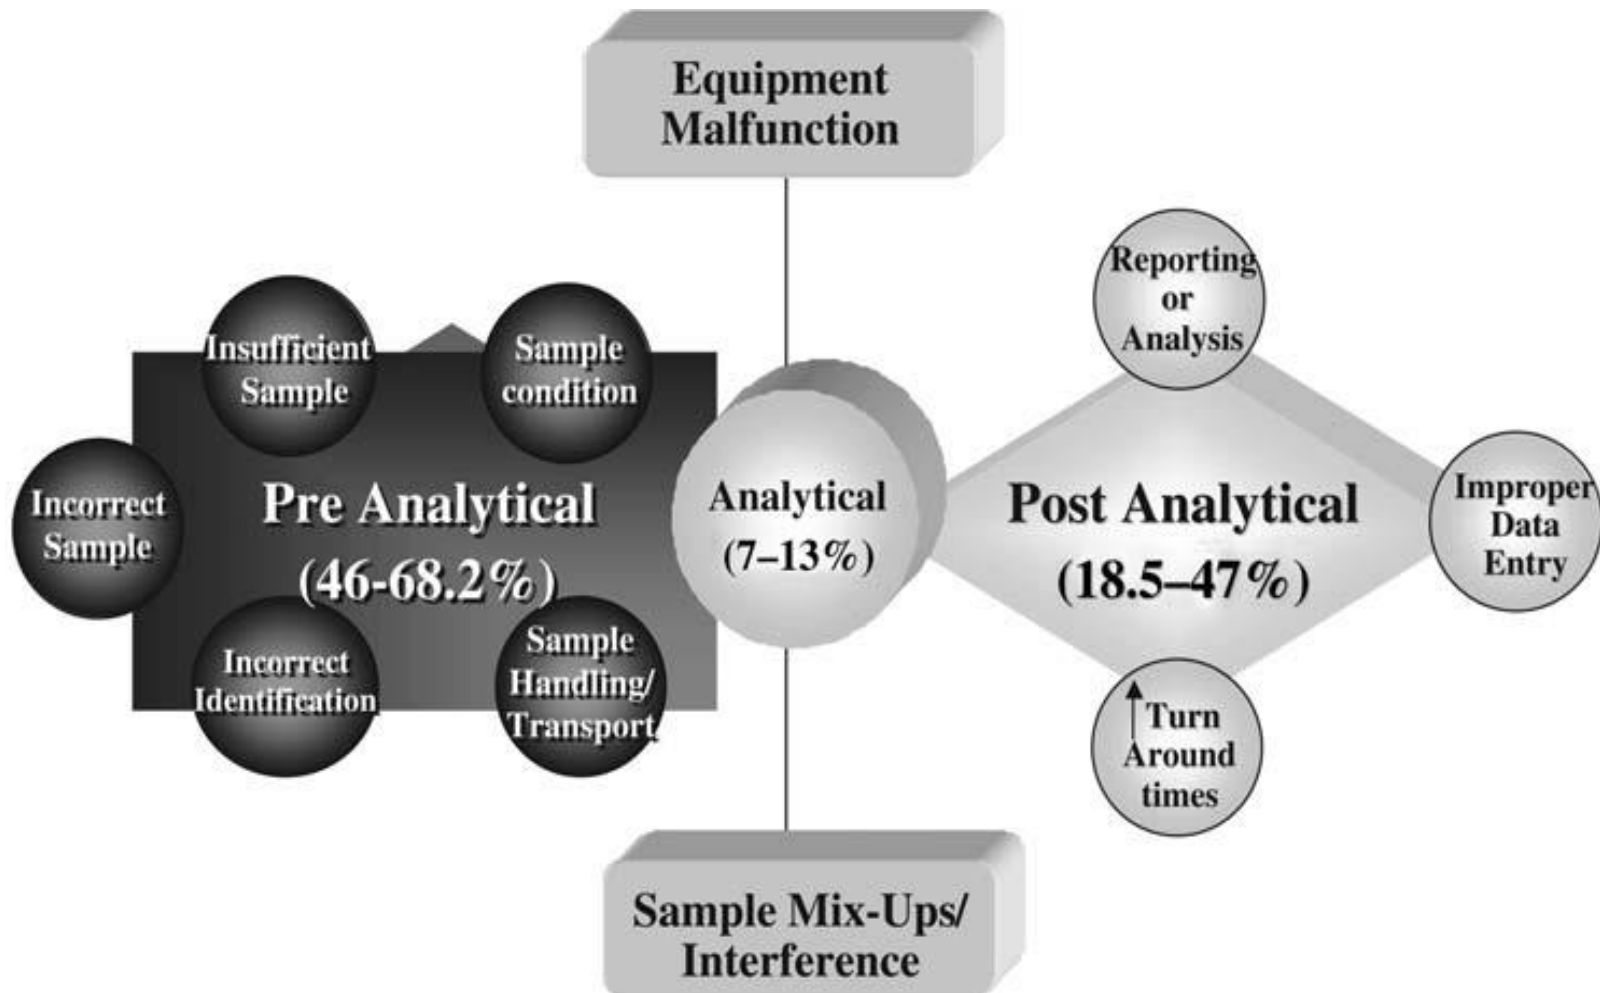 Equipment
Malfunction
Insufficient
Sample
Sample
condition
Incorrect
Sample
Pre Analytical
(46-68.2%)
Incorrect
Identification
Sample
Handling/
Transport
Analytical
(7–13%)
Reporting
or
Analysis
Post Analytical
(18.5–47%)
Improper
Data
Entry
↑ Turn
Around
times
Sample Mix-Ups/
Interference